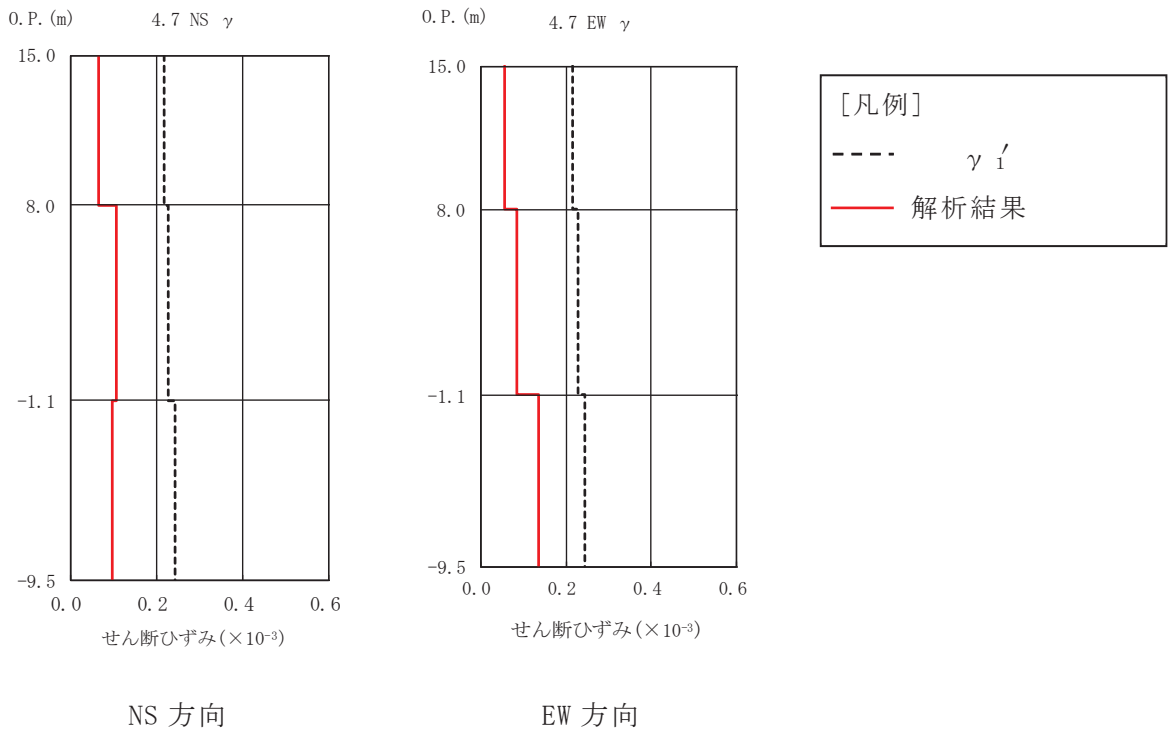 O.P.(m)
4.7 NS γ
15.0
8.0
-1.1
-9.5
0.0 0.2 0.4 0.6
せん断ひずみ(×10⁻³)
NS 方向
O.P.(m)
4.7 EW γ
15.0
8.0
-1.1
-9.5
0.0 0.2 0.4 0.6
せん断ひずみ(×10⁻³)
EW 方向
[凡例]
γ 1′
解析結果